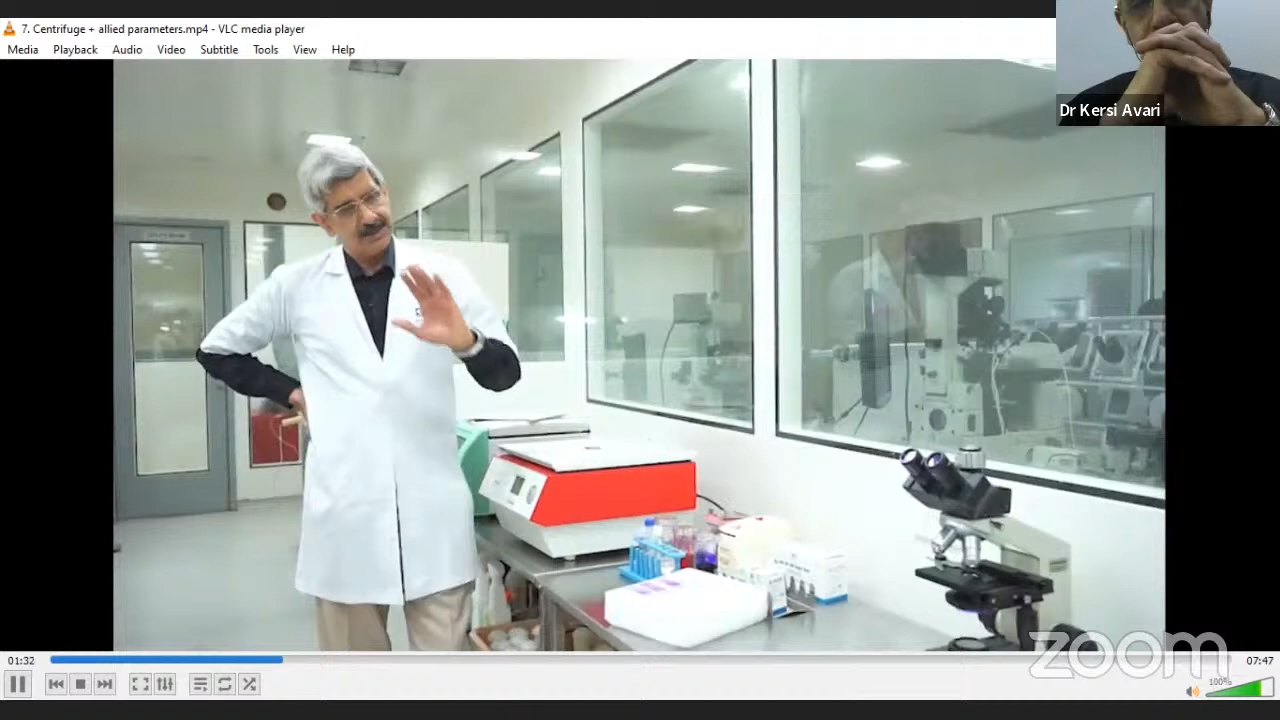 7. Centrifuge + allied parameters.mp4 - VLC media player
Media Playback Audio Video Subtitle Tools View Help
Dr Kersi Avari
01:32
07:47
100%
zoom